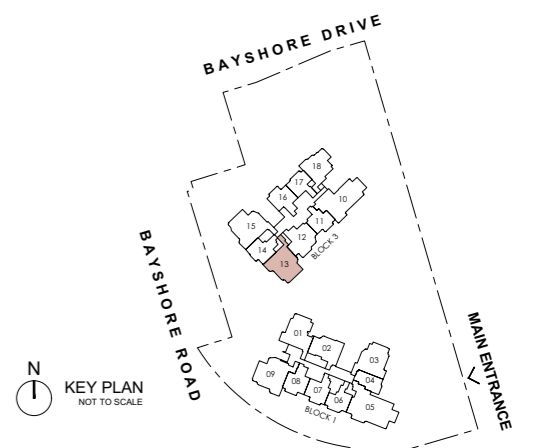 BAYSHORE DRIVE
18
17
16
10
15
11
12
14
13
BLOCK 3
BAYSHORE ROAD
MAIN ENTRANCE
01
02
03
09
08
07
04
06
05
BLOCK 1
N
KEY PLAN
NOT TO SCALE